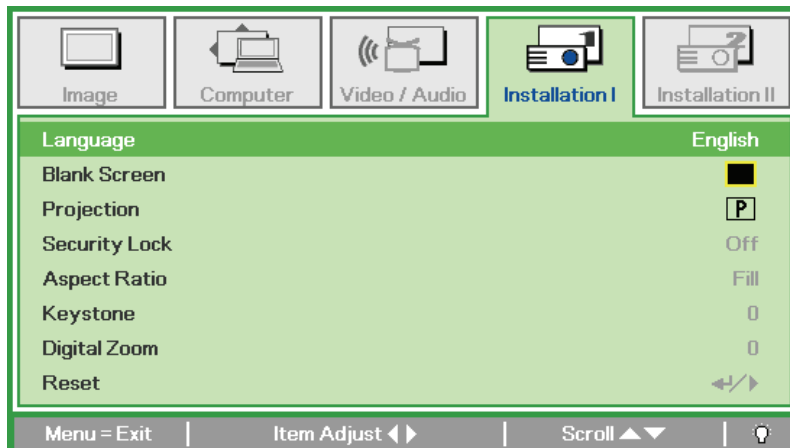 Image Computer Video / Audio Installation I Installation II
Language English
Blank Screen
Projection P
Security Lock Off
Aspect Ratio Fill
Keystone 0
Digital Zoom 0
Reset
Menu = Exit Item Adjust Scroll